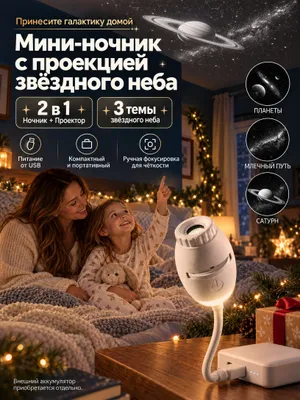 Принесите галактику домой
Мини-ночник
с проекцией
звёздного неба
2 в 1
Ночник + Проектор
3 темы
звёздного неба
Питание
от USB
Компактный
и портативный
Ручная фокусировка
для чёткости
ПЛАНЕТЫ
МЛЕЧНЫЙ ПУТЬ
САТУРН
Внешний аккумулятор
приобретается отдельно.